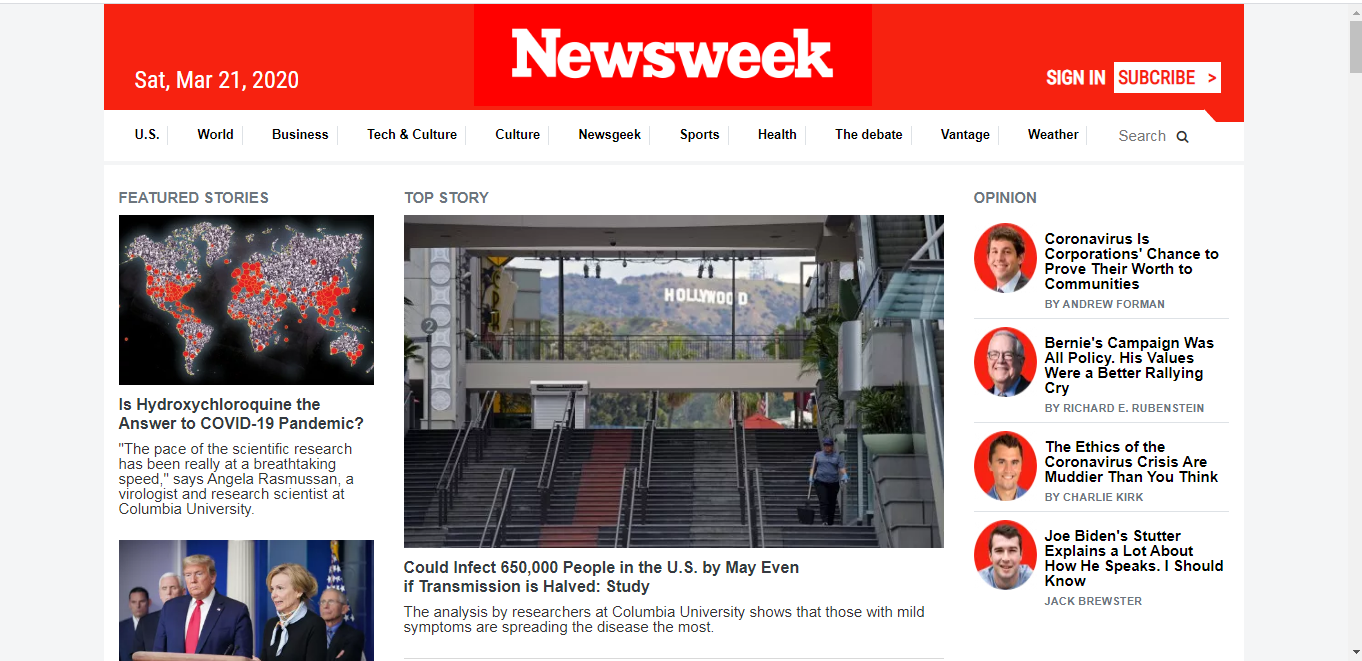 Newsweek
Sat, Mar 21, 2020
SIGN IN
SUBCRIBE >
U.S.
World
Business
Tech & Culture
Culture
Newsgeek
Sports
Health
The debate
Vantage
Weather
Search
FEATURED STORIES
Is Hydroxychloroquine the
Answer to COVID-19 Pandemic?
"The pace of the scientific research
has been really at a breathtaking
speed," says Angela Rasmussan, a
virologist and research scientist at
Columbia University.
TOP STORY
2
HOLLYWOOD
Could Infect 650,000 People in the U.S. by May Even
if Transmission is Halved: Study
The analysis by researchers at Columbia University shows that those with mild
symptoms are spreading the disease the most.
OPINION
Coronavirus Is
Corporations' Chance to
Prove Their Worth to
Communities
BY ANDREW FORMAN
Bernie's Campaign Was
All Policy. His Values
Were a Better Rallying
Cry
BY RICHARD E. RUBENSTEIN
The Ethics of the
Coronavirus Crisis Are
Muddier Than You Think
BY CHARLIE KIRK
Joe Biden's Stutter
Explains a Lot About
How He Speaks. I Should
Know
JACK BREWSTER